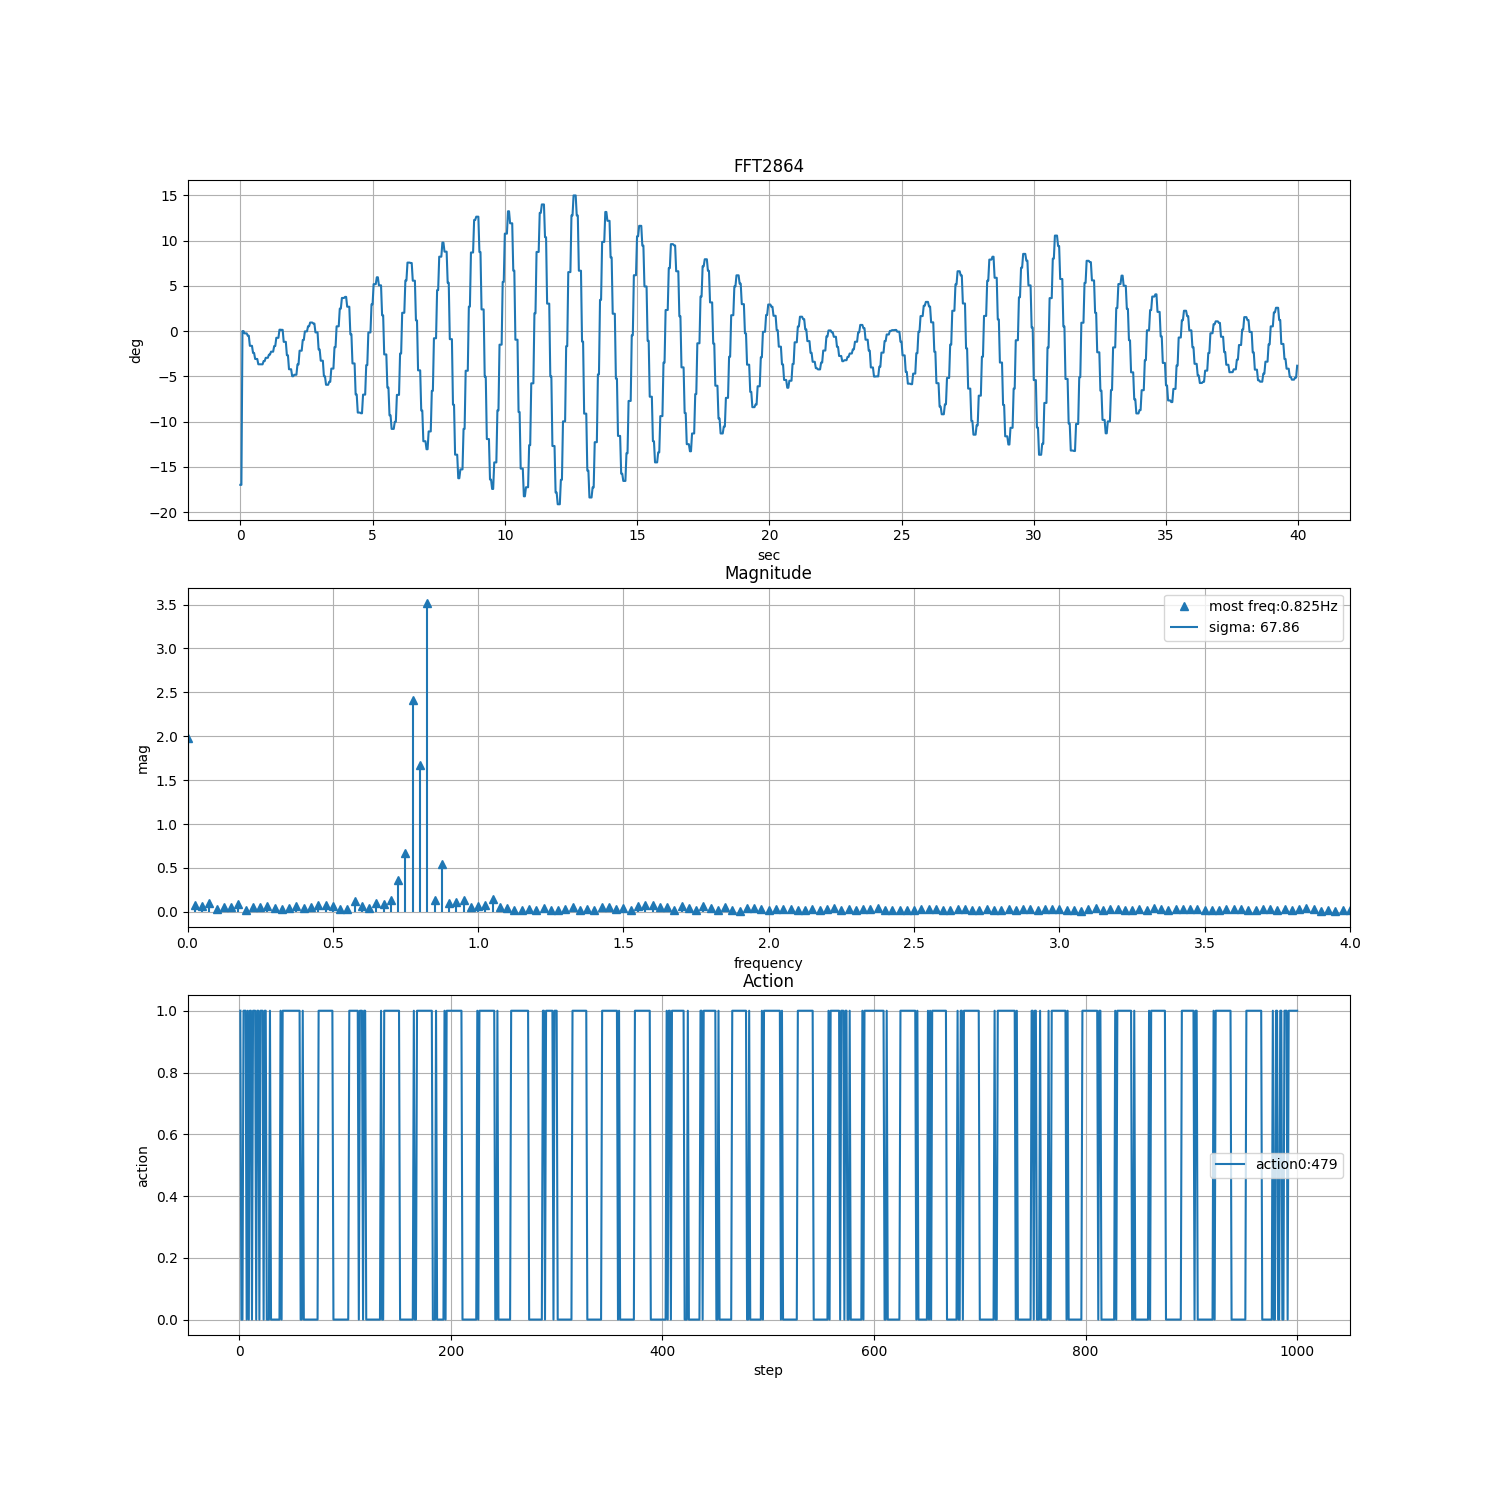 FFT2864
15
10
5
0
−5
−10
−15
−20
deg
0 5 10 15 20 25 30 35 40
sec
Magnitude
3.5
3.0
2.5
2.0
1.5
1.0
0.5
0.0
mag
most freq:0.825Hz
sigma: 67.86
0.0 0.5 1.0 1.5 2.0 2.5 3.0 3.5 4.0
frequency
Action
1.0
0.8
0.6
0.4
0.2
0.0
action
action0:479
0 200 400 600 800 1000
step